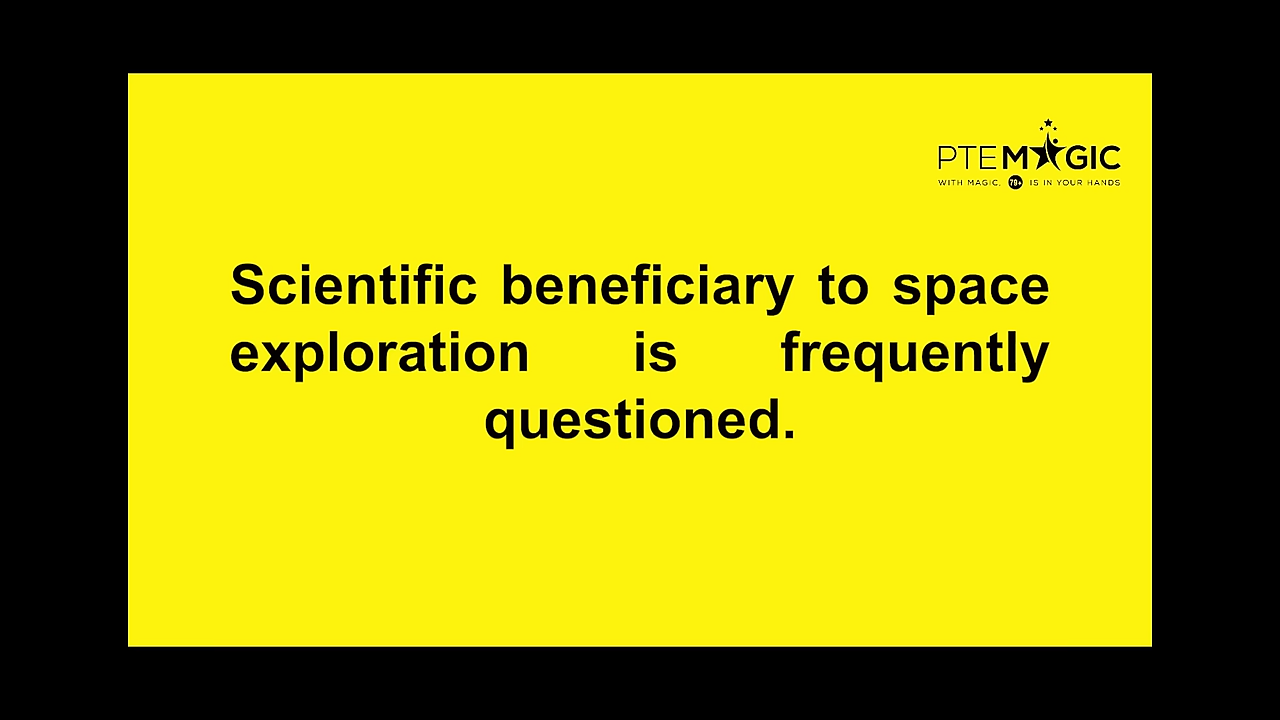 PTEMAGIC
WITH MAGIC, 79+ IS IN YOUR HANDS
Scientific beneficiary to space
exploration is frequently
questioned.